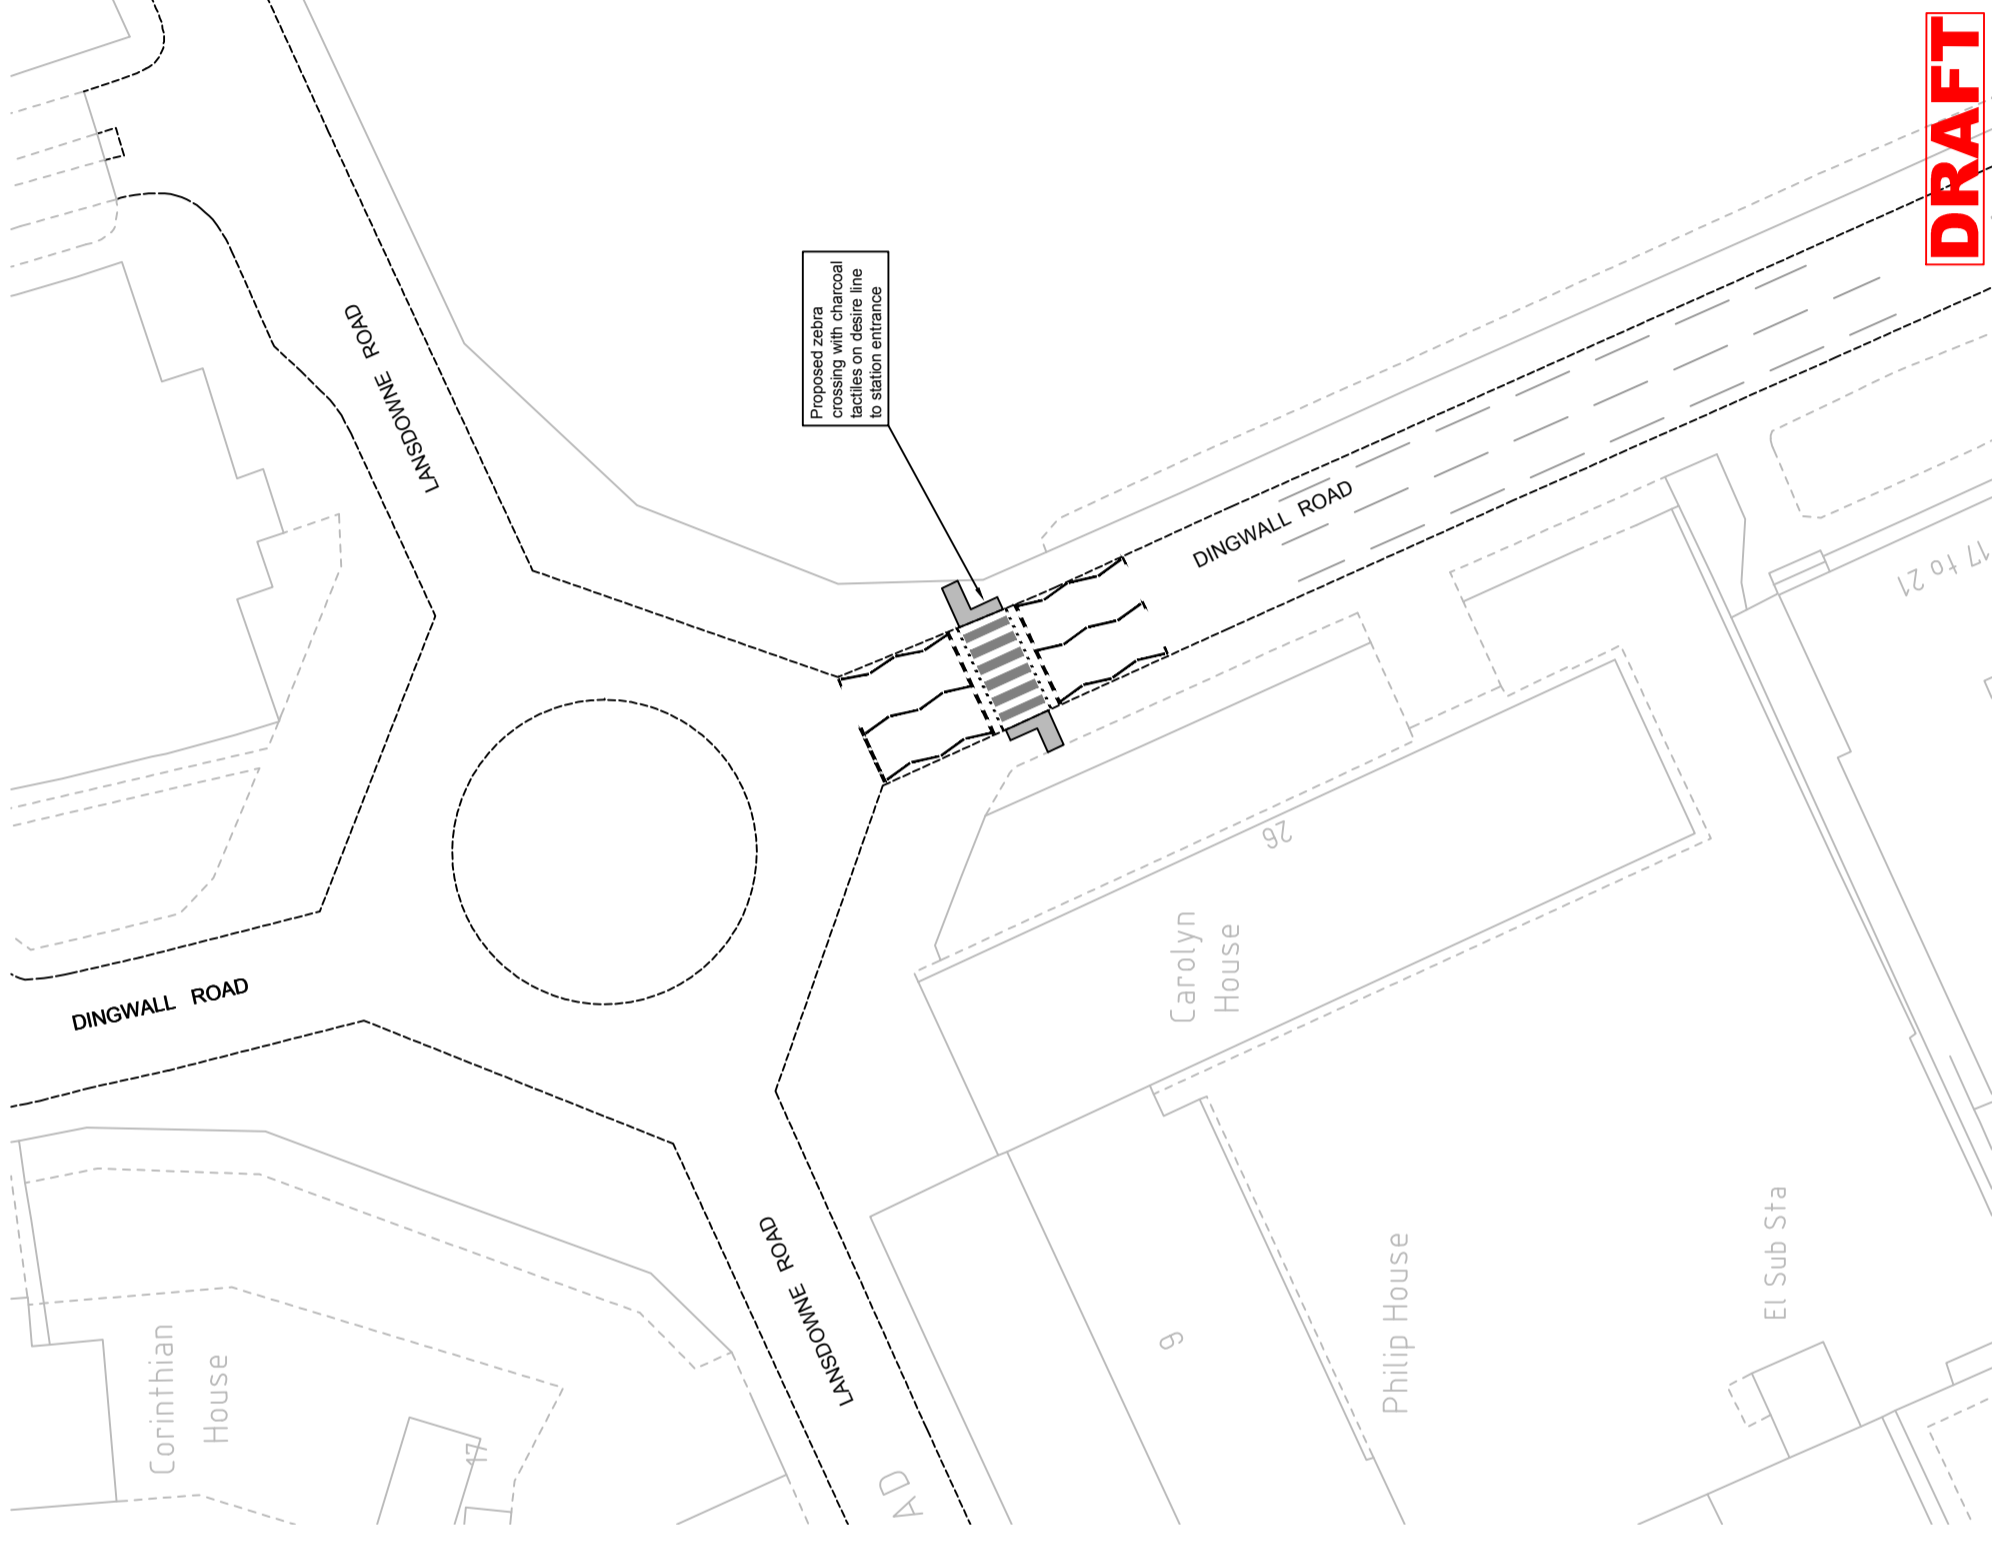 DRAFT
LANSDOWNE ROAD
Proposed zebra
crossing with charcoal
tactiles on desire line
to station entrance
DINGWALL ROAD
17 to 21
26
Carolyn
House
DINGWALL ROAD
LANSDOWNE ROAD
Philip House
El Sub Sta
9
Corinthian
House
17
AD